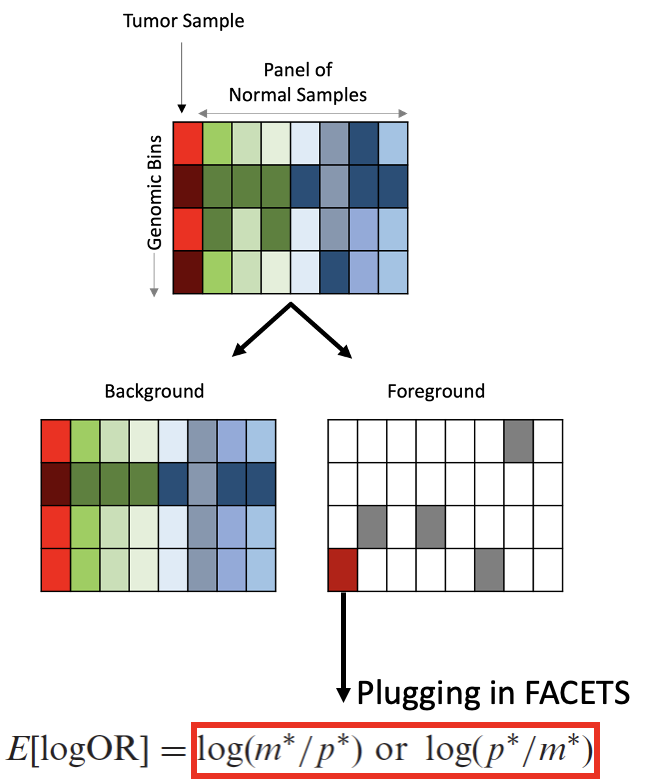 Tumor Sample
Panel of
Normal Samples
Genomic Bins
Background
Foreground
Plugging in FACETS
E[logOR] = log(m*/p*) or log(p*/m*)